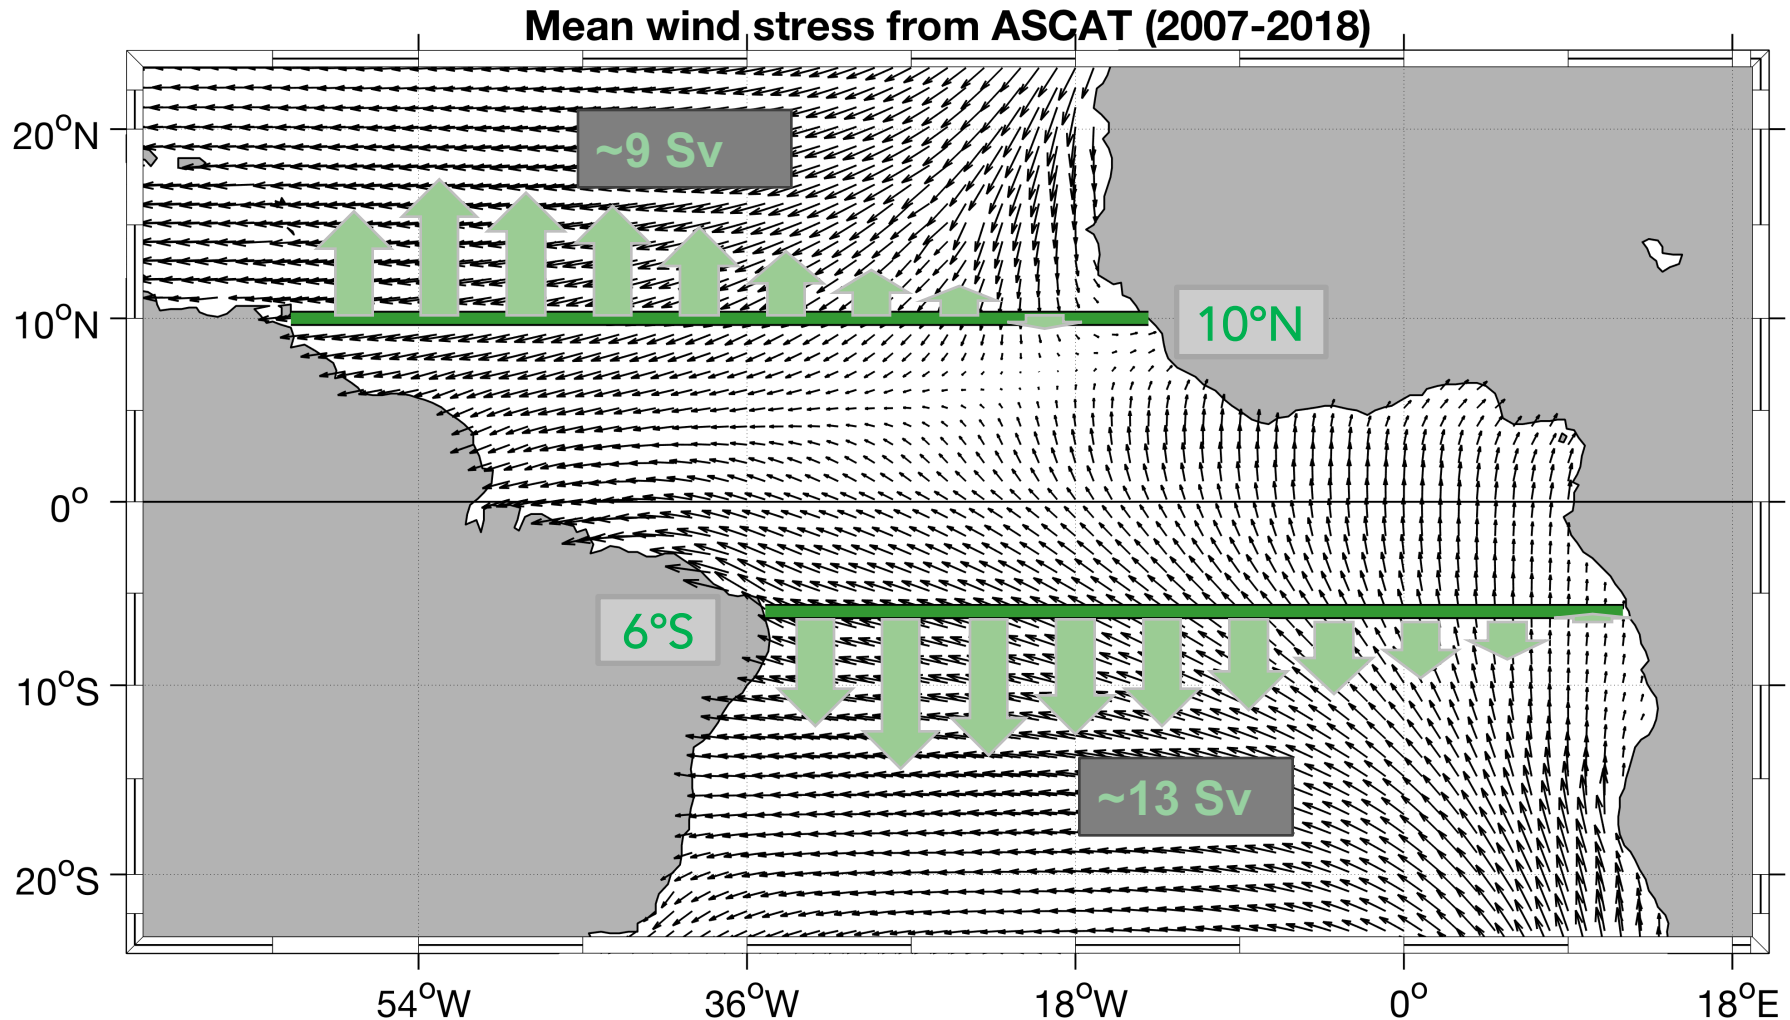 Mean wind stress from ASCAT (2007-2018)
20°N
~9 Sv
10°N
10°N
0°
6°S
10°S
~13 Sv
20°S
54°W 36°W 18°W 0° 18°E